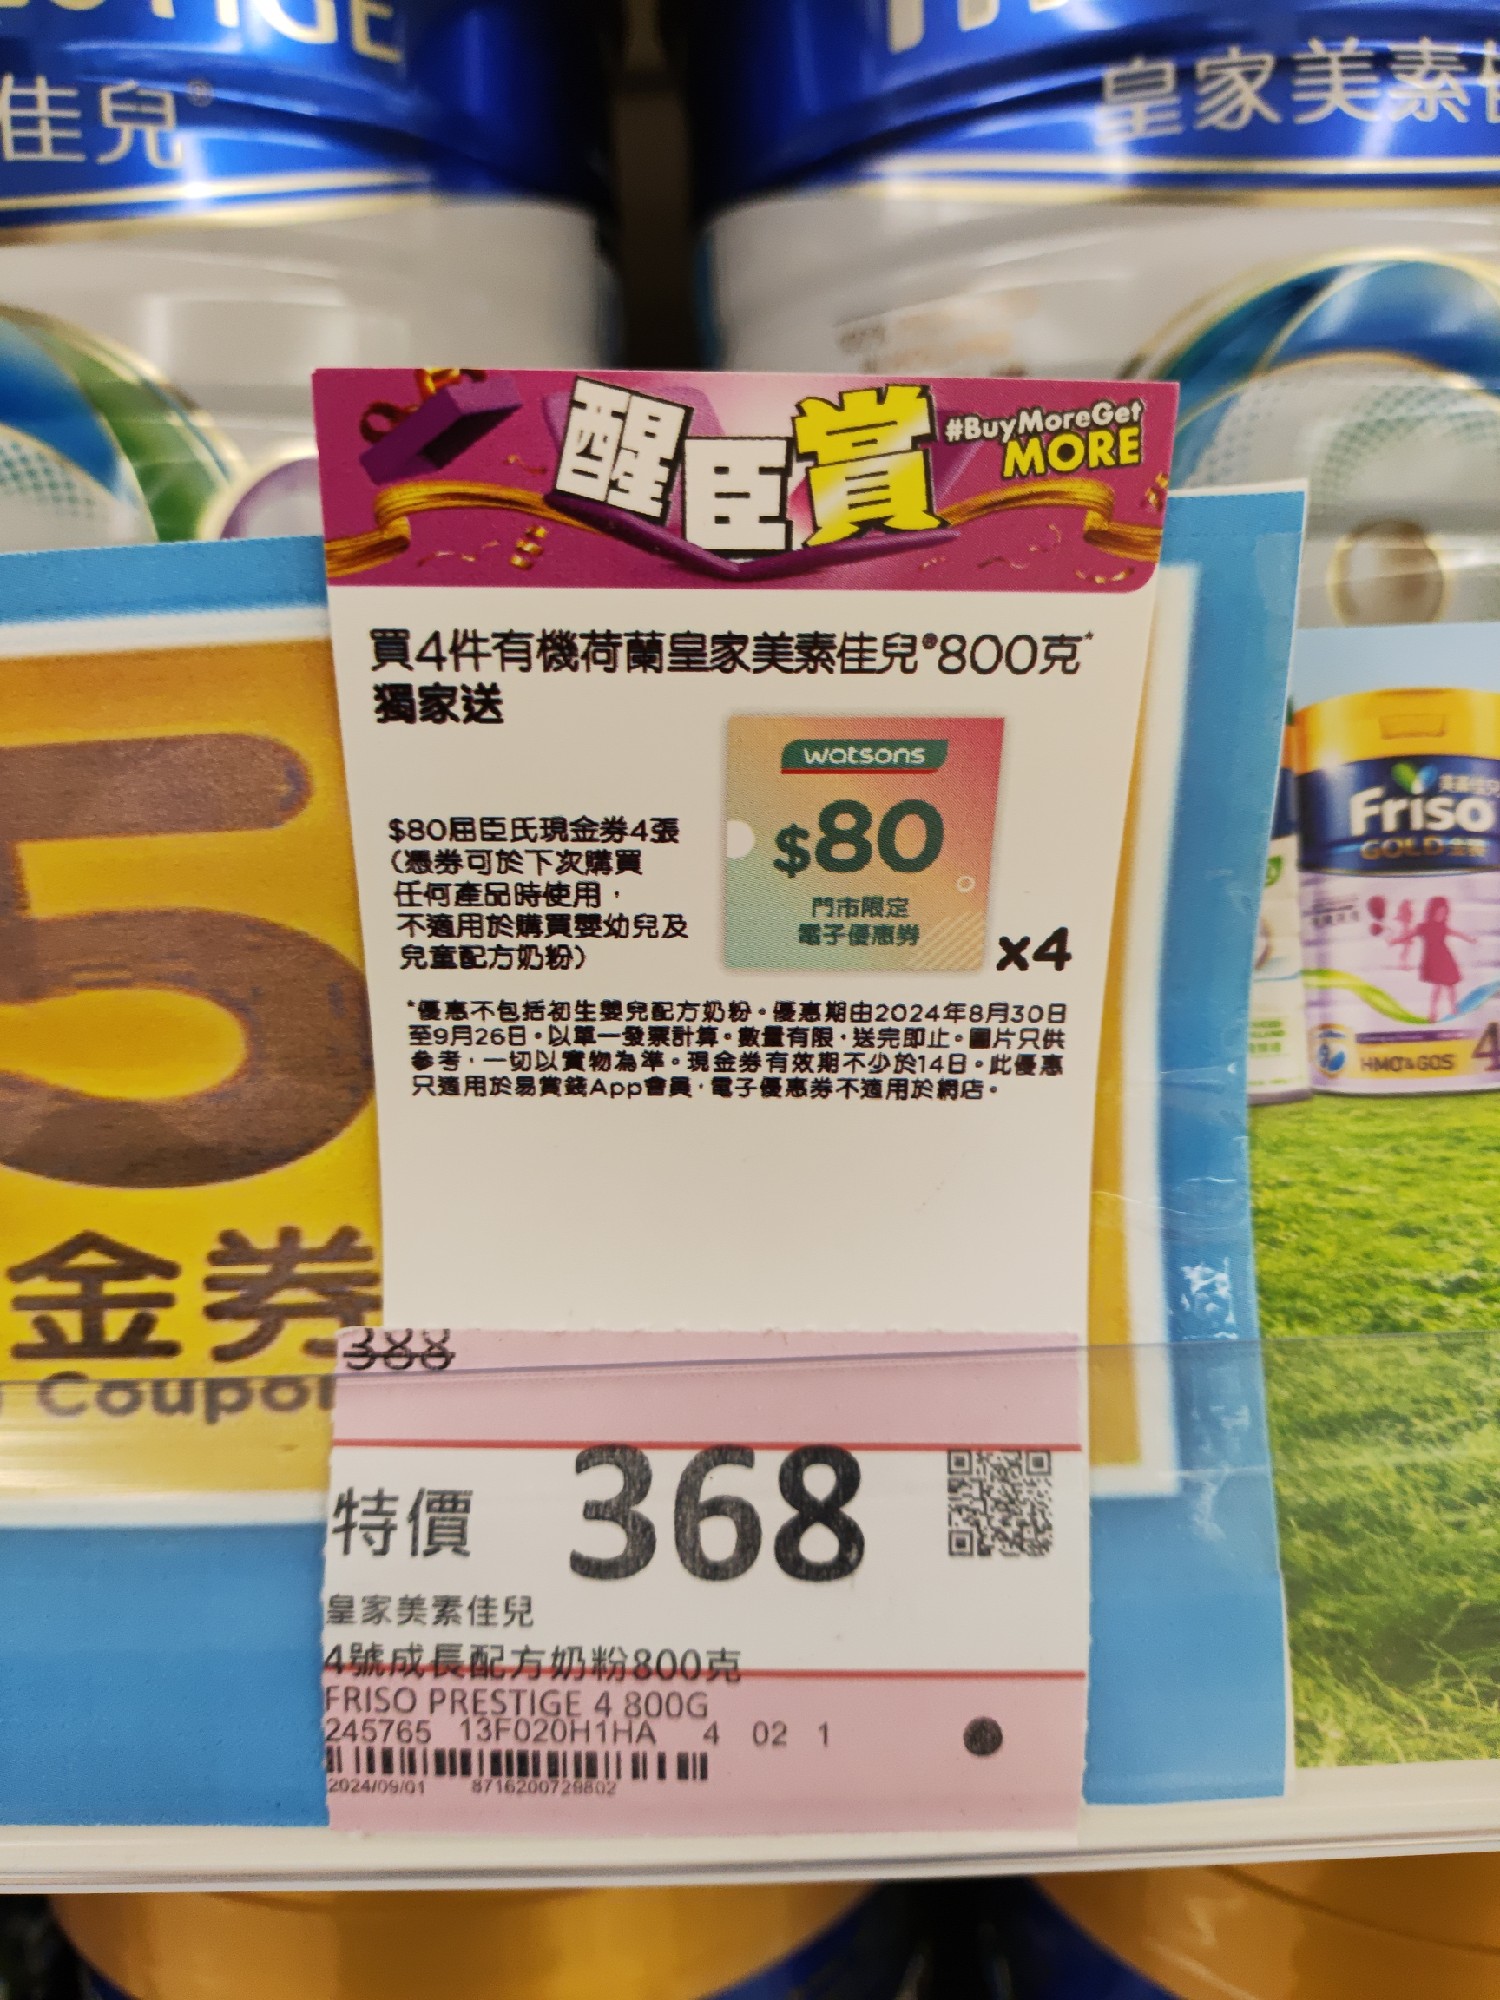 佳兒®
皇家美素
醒臣賞
#BuyMoreGet
MORE
買4件有機荷蘭皇家美素佳兒®800克*
獨家送
$80屈臣氏現金券4張
(憑券可於下次購買
任何產品時使用，
不適用於購買嬰幼兒及
兒童配方奶粉)
watsons
$80
門市限定
電子優惠券
x4
*優惠不包括初生嬰兒配方奶粉。優惠期由2024年8月30日
至9月26日。以單一發票計算。數量有限，送完即止。圖片只供
參考，一切以實物為準。現金券有效期不少於14日。此優惠
只適用於易賞錢App會員，電子優惠券不適用於網店。
5
金券
Coupon
Friso
GOLD
HMO&GOS 4
388
特價 368
皇家美素佳兒
4號成長配方奶粉800克
FRISO PRESTIGE 4 800G
245765 13F020H1HA 4 02 1
2024/09/01 8716200729802